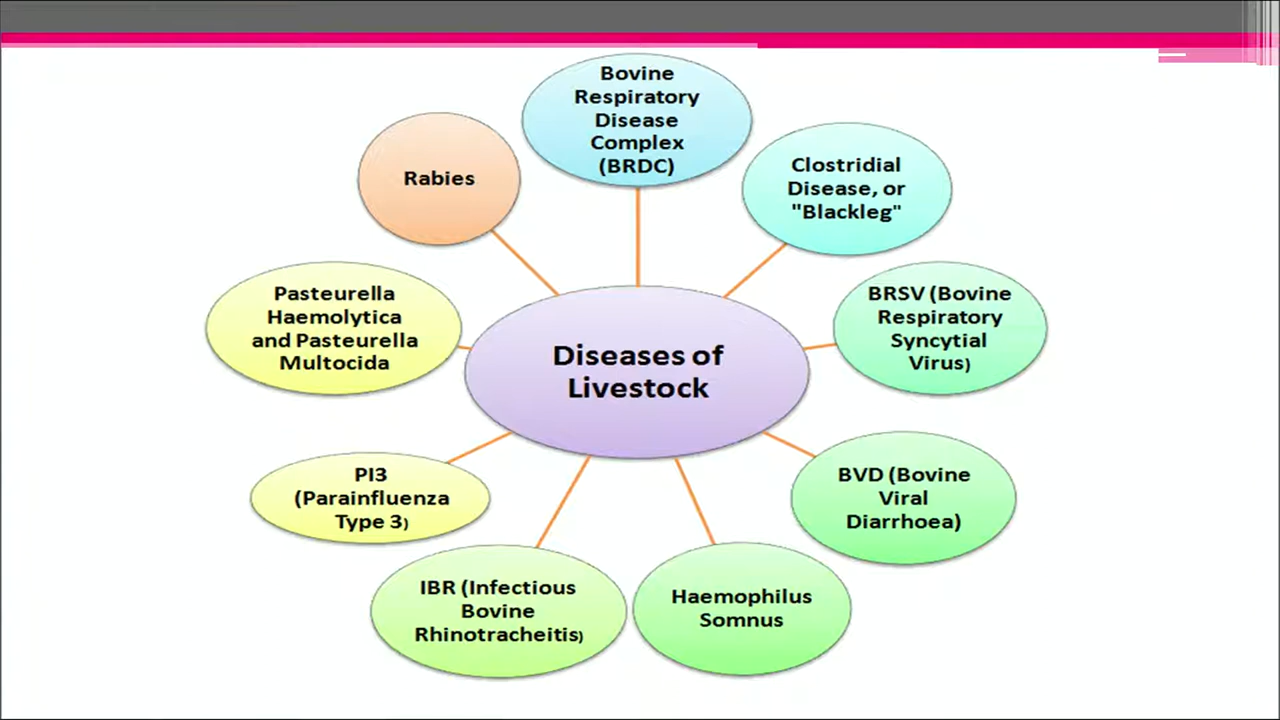 Bovine
Respiratory
Disease
Complex
(BRDC)
Clostridial
Disease, or
"Blackleg"
BRSV (Bovine
Respiratory
Syncytial
Virus)
BVD (Bovine
Viral
Diarrhoea)
Haemophilus
Somnus
IBR (Infectious
Bovine
Rhinotracheitis)
PI3
(Parainfluenza
Type 3)
Pasteurella
Haemolytica
and Pasteurella
Multocida
Rabies
Diseases of
Livestock